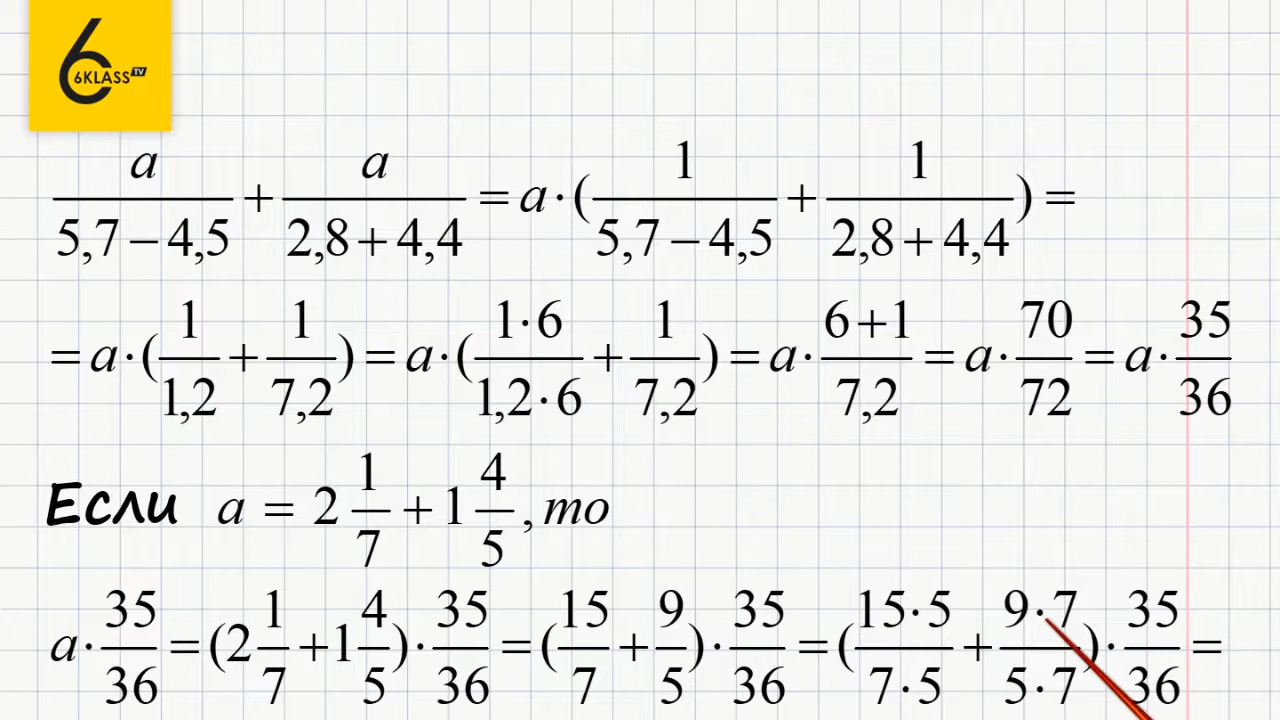 6KLASS TV
a/(5,7 − 4,5) + a/(2,8 + 4,4) = a · (1/(5,7 − 4,5) + 1/(2,8 + 4,4)) =
= a · (1/1,2 + 1/7,2) = a · (1·6/(1,2·6) + 1/7,2) = a · (6+1)/7,2 = a · 70/72 = a · 35/36
Если a = 2 1/7 + 1 4/5, то
a · 35/36 = (2 1/7 + 1 4/5) · 35/36 = (15/7 + 9/5) · 35/36 = (15·5/(7·5) + 9·7/(5·7)) · 35/36 =